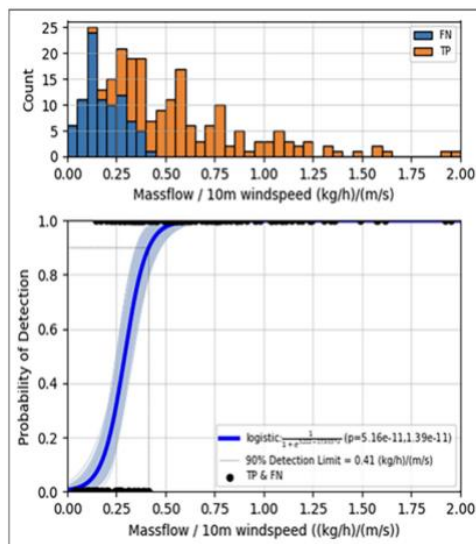 25
20
15
10
5
0
Count
FN
TP
0.00 0.25 0.50 0.75 1.00 1.25 1.50 1.75 2.00
Massflow / 10m windspeed (kg/h)/(m/s)
1.0
0.8
0.6
0.4
0.2
0.0
Probability of Detection
logistic: (p=5.16e-11,1.39e-11)
90% Detection Limit = 0.41 (kg/h)/(m/s)
TP & FN
0.00 0.25 0.50 0.75 1.00 1.25 1.50 1.75 2.00
Massflow / 10m windspeed ((kg/h)/(m/s))